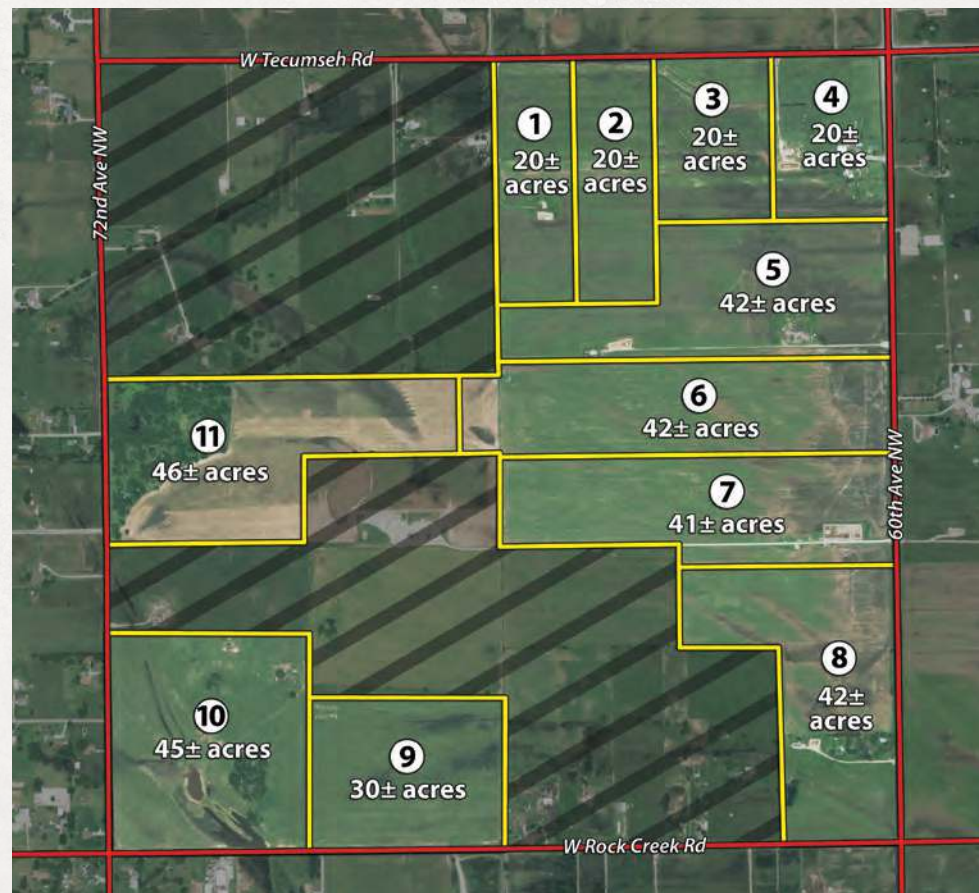 W Tecumseh Rd
72nd Ave NW
1
20±
acres
2
20±
acres
3
20±
acres
4
20±
acres
5
42± acres
6
42± acres
11
46± acres
7
41± acres
60th Ave NW
8
42±
acres
10
45± acres
9
30± acres
W Rock Creek Rd